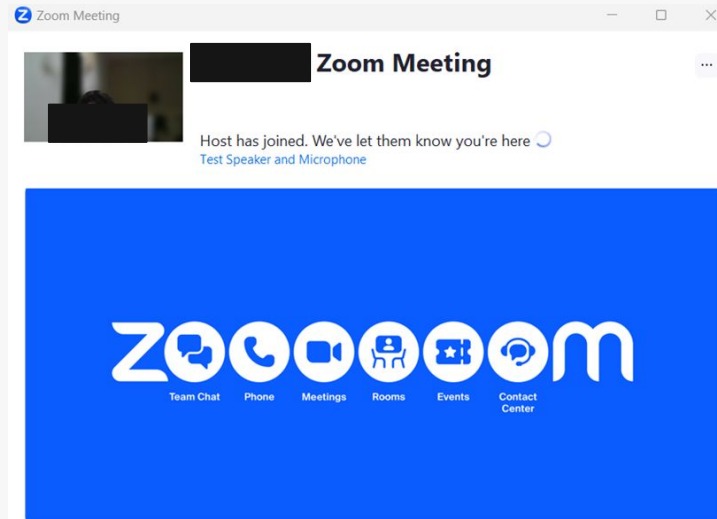 Zoom Meeting
Zoom Meeting
...
Host has joined. We've let them know you're here
Test Speaker and Microphone
zoooooom
Team Chat
Phone
Meetings
Rooms
Events
Contact
Center